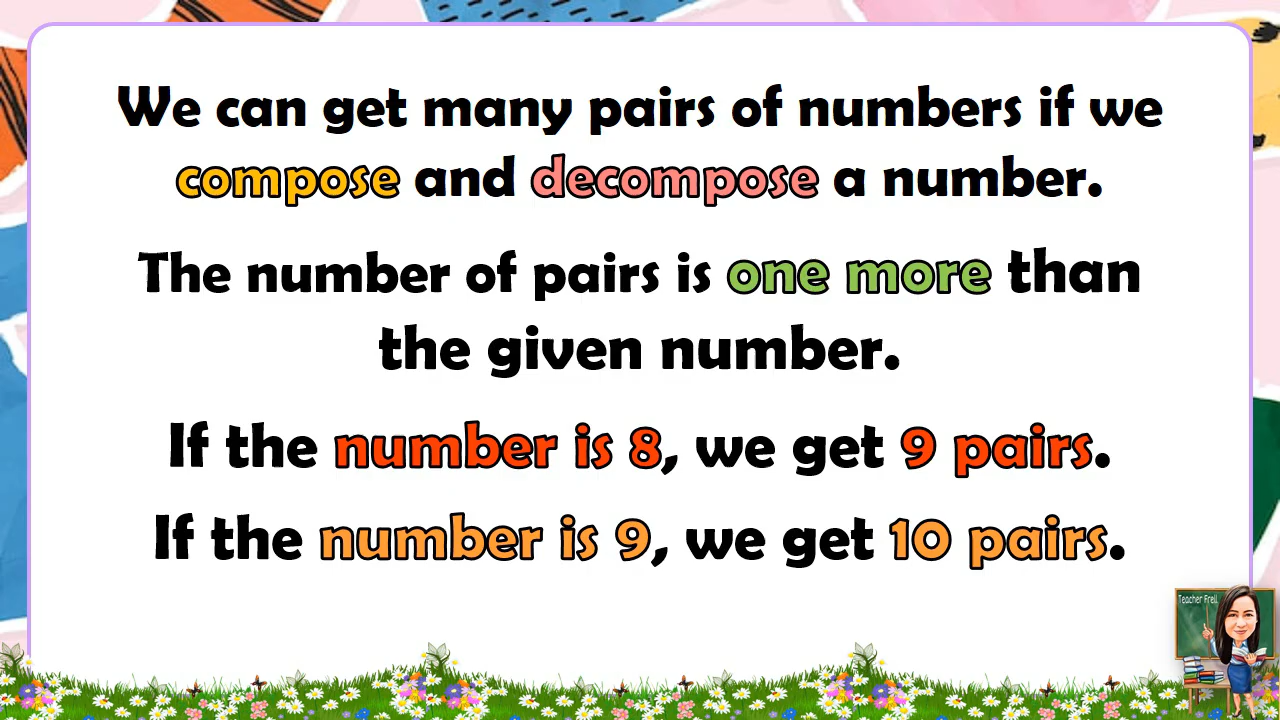 We can get many pairs of numbers if we
compose and decompose a number.
The number of pairs is one more than
the given number.
If the number is 8, we get 9 pairs.
If the number is 9, we get 10 pairs.
Teacher Frell